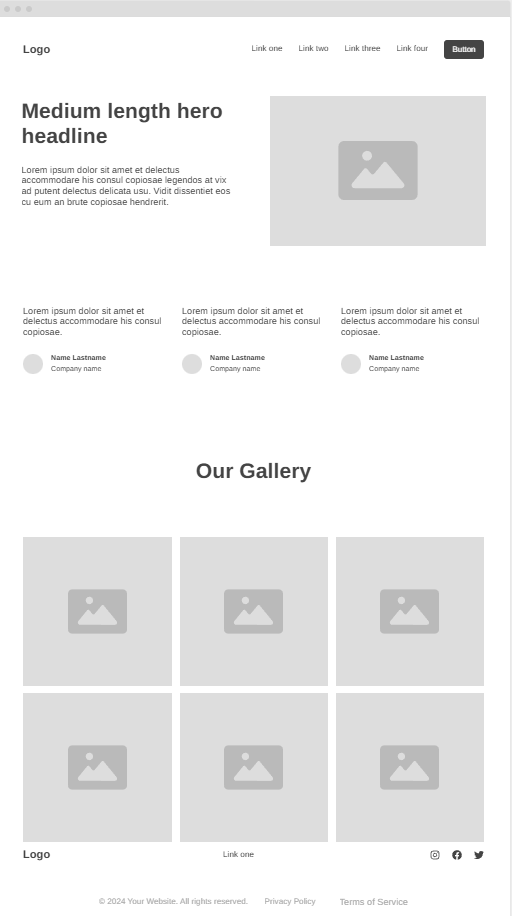 Logo
Link one
Link two
Link three
Link four
Button
Medium length hero
headline
Lorem ipsum dolor sit amet et delectus
accommodare his consul copiosae legendos at vix
ad putent delectus delicata usu. Vidit dissentiet eos
cu eum an brute copiosae hendrerit.
Lorem ipsum dolor sit amet et
delectus accommodare his consul
copiosae.
Name Lastname
Company name
Lorem ipsum dolor sit amet et
delectus accommodare his consul
copiosae.
Name Lastname
Company name
Lorem ipsum dolor sit amet et
delectus accommodare his consul
copiosae.
Name Lastname
Company name
Our Gallery
Logo
Link one
© 2024 Your Website. All rights reserved.
Privacy Policy
Terms of Service